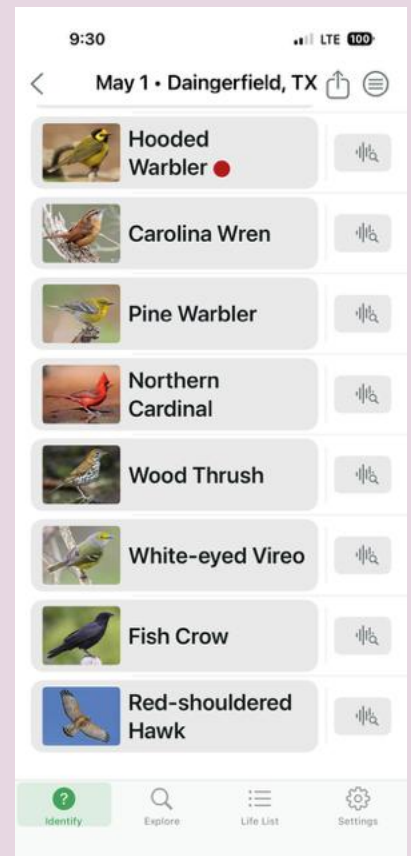 9:30
LTE 100
May 1 • Daingerfield, TX
Hooded
Warbler
Carolina Wren
Pine Warbler
Northern
Cardinal
Wood Thrush
White-eyed Vireo
Fish Crow
Red-shouldered
Hawk
?
Identify
Explore
Life List
Settings